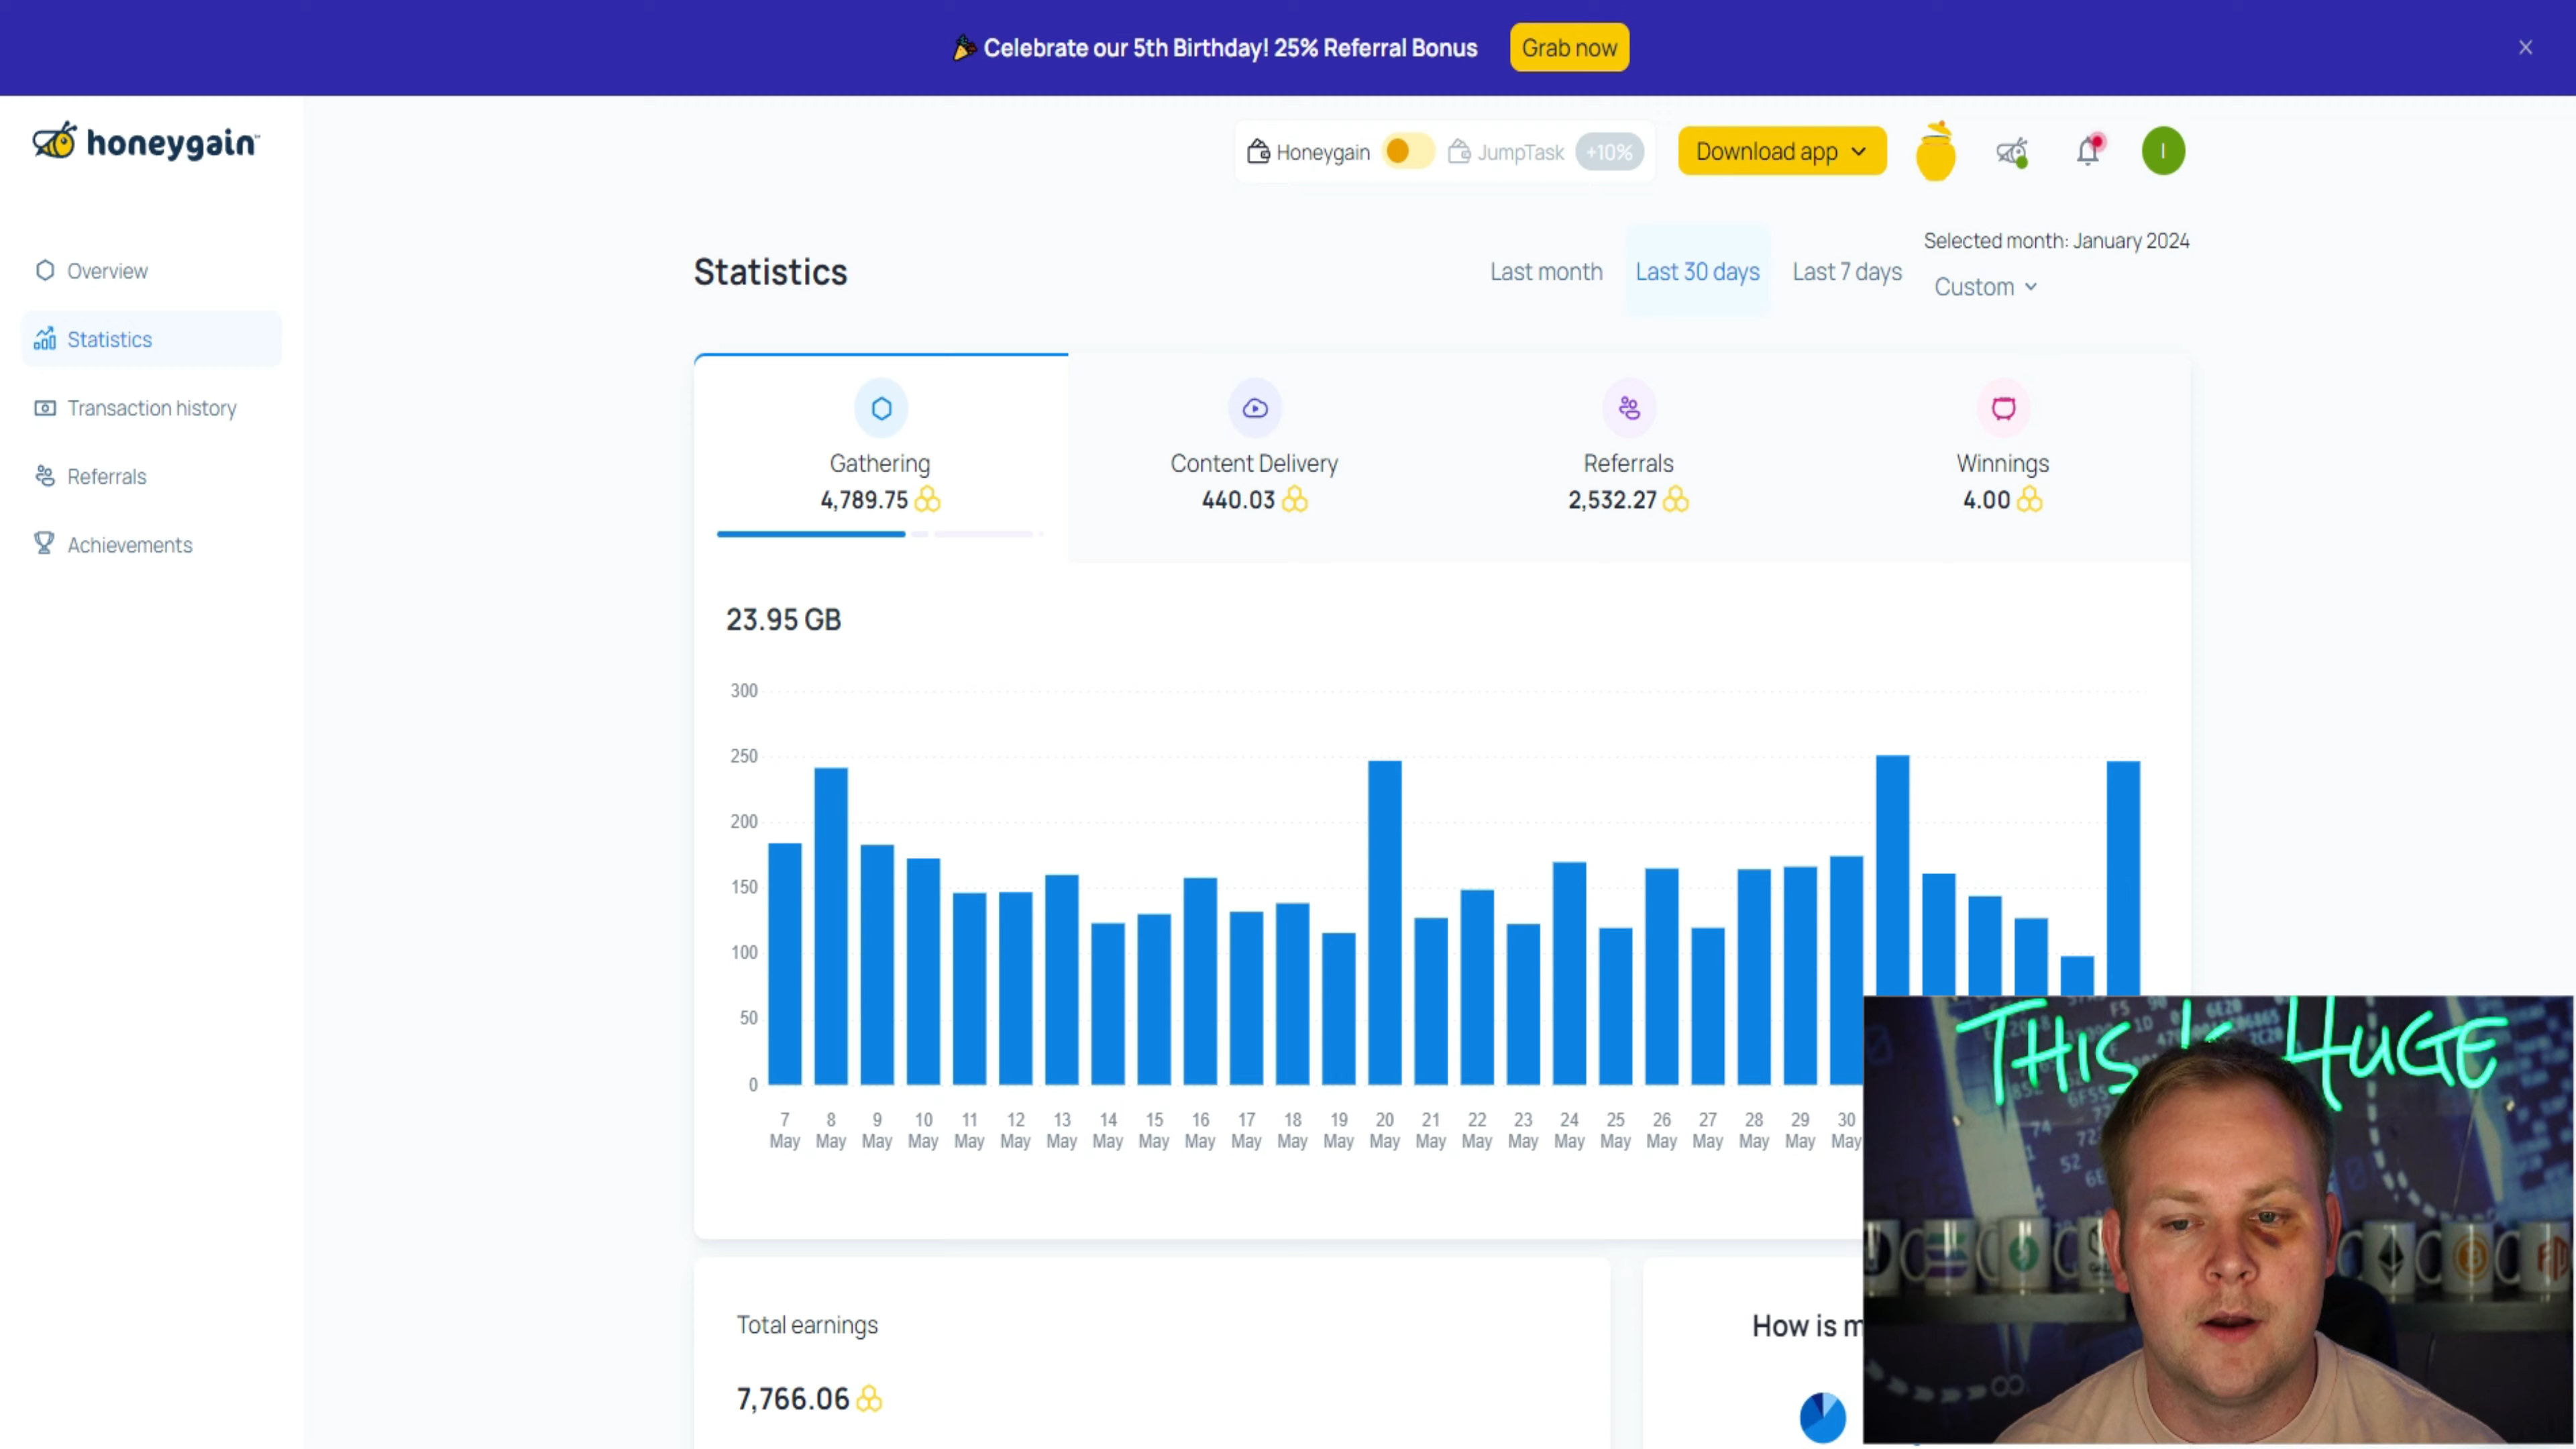 Celebrate our 5th Birthday! 25% Referral Bonus
Grab now
honeygain
Honeygain
JumpTask
+10%
Download app
I
Overview
Statistics
Transaction history
Referrals
Achievements
Statistics
Last month
Last 30 days
Last 7 days
Selected month: January 2024
Custom
Gathering
4,789.75
Content Delivery
440.03
Referrals
2,532.27
Winnings
4.00
23.95 GB
300
250
200
150
100
50
0
7 8 9 10 11 12 13 14 15 16 17 18 19 20 21 22 23 24 25 26 27 28 29 30
May May May May May May May May May May May May May May May May May May May May May May May May
Total earnings
7,766.06
How is m
THIS IS HUGE